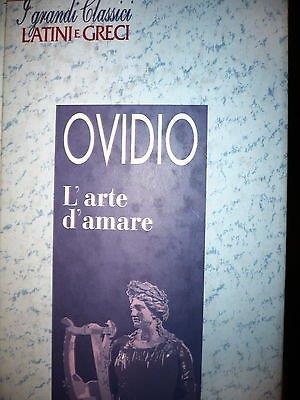 I grandi Classici
LATINI E GRECI
OVIDIO
L'arte
d'amare